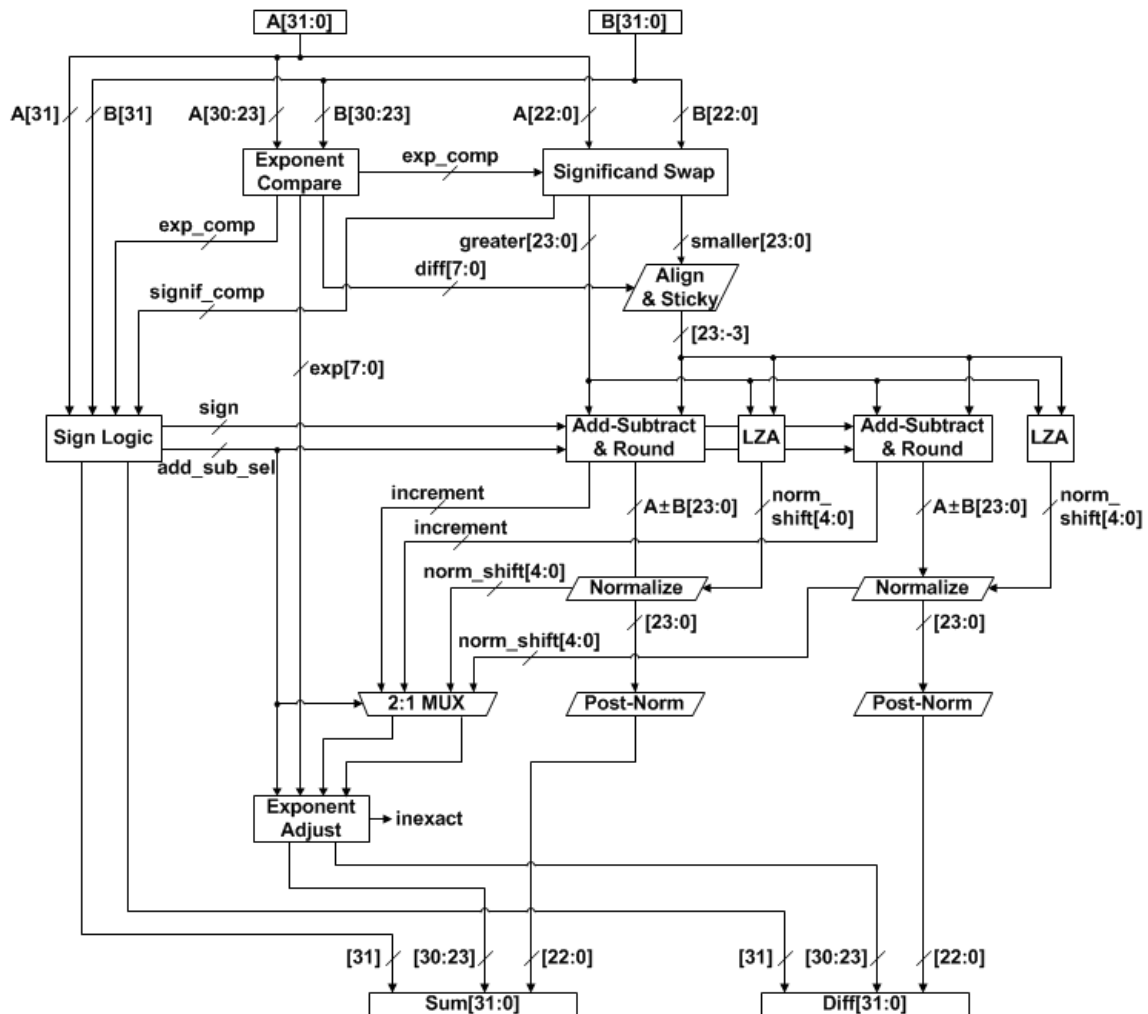 A[31:0]
B[31:0]
A[31]
B[31]
A[30:23]
B[30:23]
A[22:0]
B[22:0]
Exponent
Compare
exp_comp
Significand Swap
exp_comp
greater[23:0]
smaller[23:0]
diff[7:0]
Align
& Sticky
signif_comp
[23:-3]
exp[7:0]
sign
Sign Logic
add_sub_sel
Add-Subtract
& Round
LZA
Add-Subtract
& Round
LZA
increment
A±B[23:0]
norm_
shift[4:0]
A±B[23:0]
norm_
shift[4:0]
increment
norm_shift[4:0]
Normalize
Normalize
[23:0]
[23:0]
norm_shift[4:0]
2:1 MUX
Post-Norm
Post-Norm
Exponent
Adjust
inexact
[31]
[30:23]
[22:0]
[31]
[30:23]
[22:0]
Sum[31:0]
Diff[31:0]